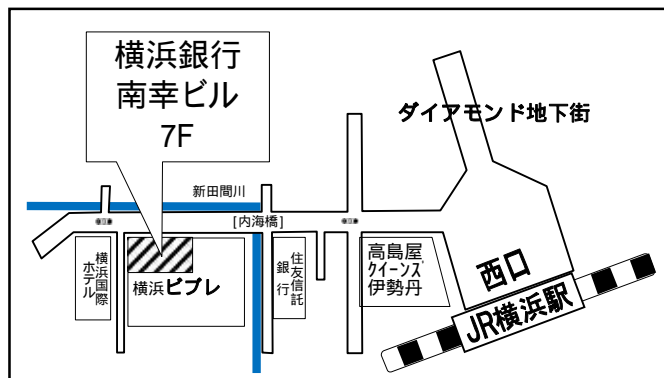 横浜銀行
南幸ビル
7F
ダイアモンド地下街
新田間川
[内海橋]
横浜国際
ホテル
横浜ビブレ
住友信託
銀行
高島屋
クイーンズ
伊勢丹
西口
JR横浜駅